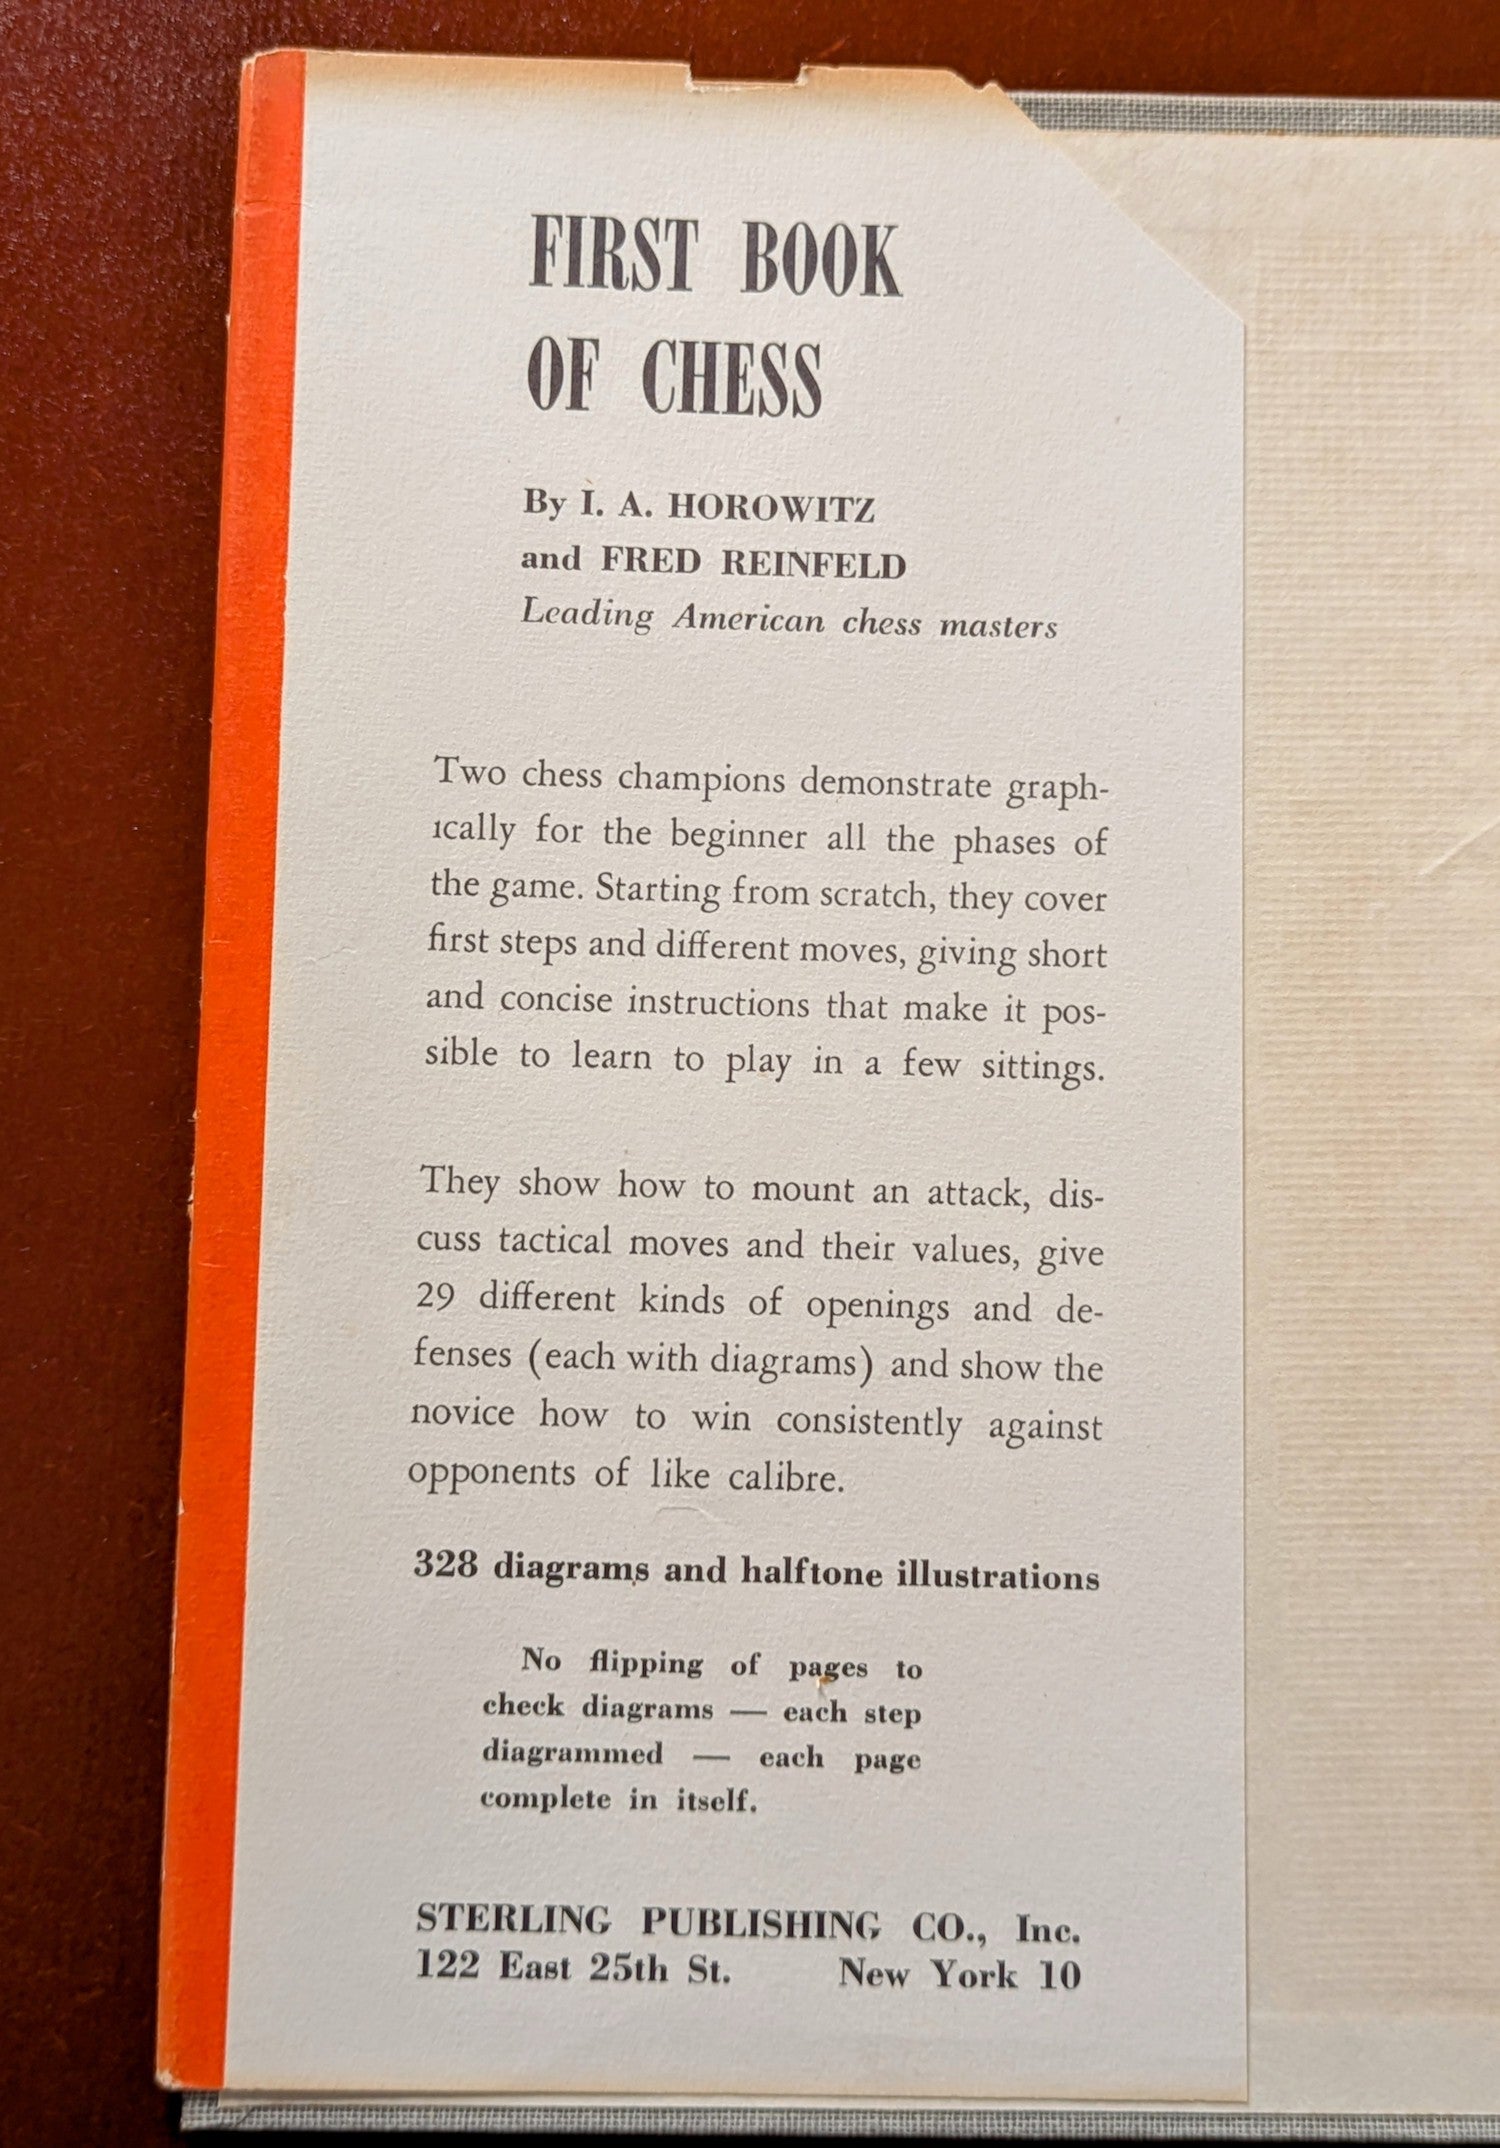 FIRST BOOK
OF CHESS
By I. A. HOROWITZ
and FRED REINFELD
Leading American chess masters
Two chess champions demonstrate graph-
ically for the beginner all the phases of
the game. Starting from scratch, they cover
first steps and different moves, giving short
and concise instructions that make it pos-
sible to learn to play in a few sittings.
They show how to mount an attack, dis-
cuss tactical moves and their values, give
29 different kinds of openings and de-
fenses (each with diagrams) and show the
novice how to win consistently against
opponents of like calibre.
328 diagrams and halftone illustrations
No flipping of pages to
check diagrams — each step
diagrammed — each page
complete in itself.
STERLING PUBLISHING CO., Inc.
122 East 25th St. New York 10